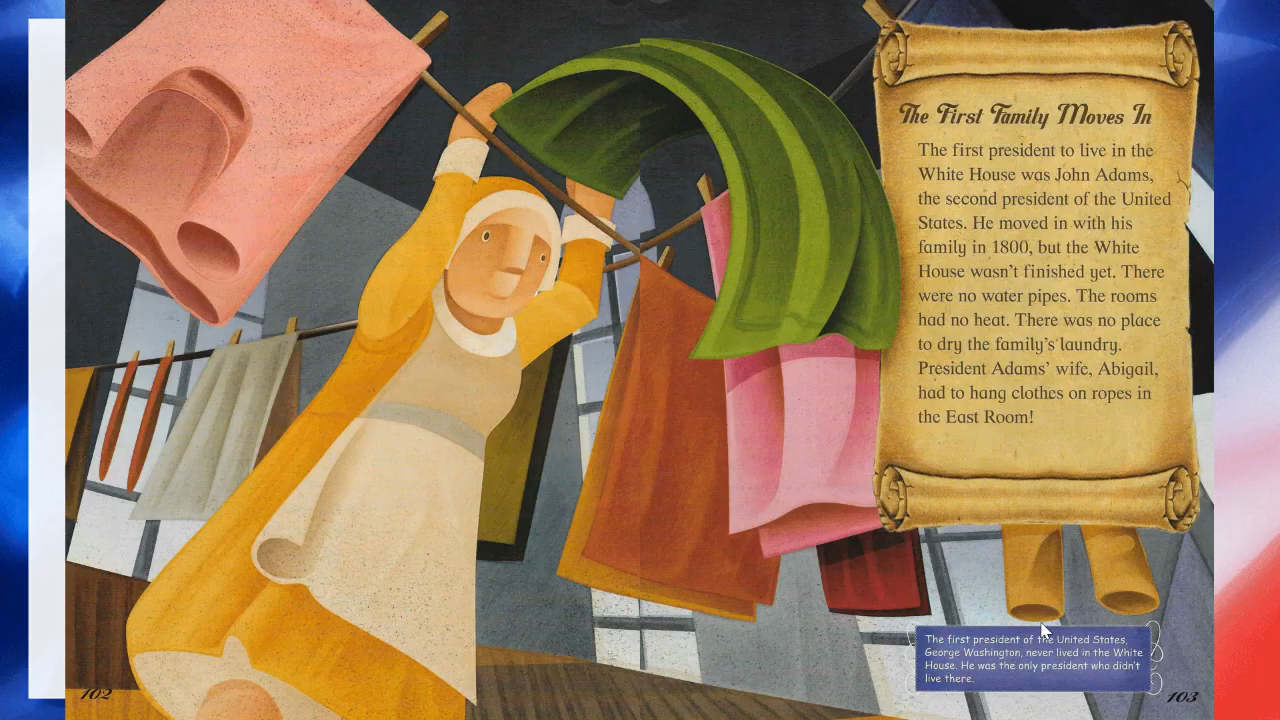 The First Family Moves In
The first president to live in the
White House was John Adams,
the second president of the United
States. He moved in with his
family in 1800, but the White
House wasn't finished yet. There
were no water pipes. The rooms
had no heat. There was no place
to dry the family's laundry.
President Adams' wife, Abigail,
had to hang clothes on ropes in
the East Room!
The first president of the United States,
George Washington, never lived in the White
House. He was the only president who didn't
live there.
102
103